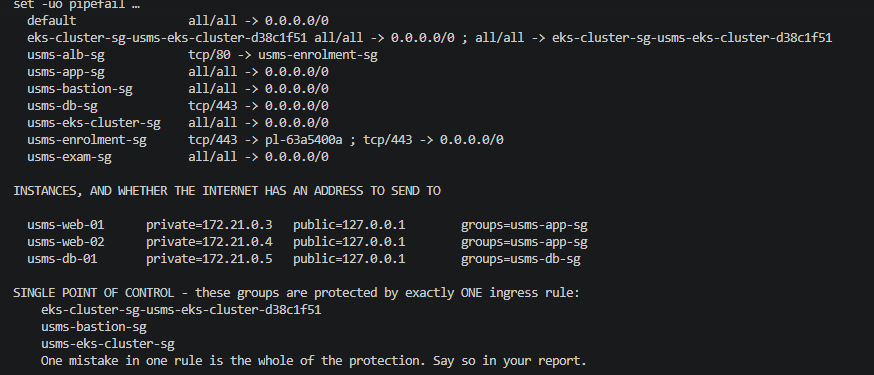 set -uo pipefail …
default all/all -> 0.0.0.0/0
eks-cluster-sg-usms-eks-cluster-d38c1f51 all/all -> 0.0.0.0/0 ; all/all -> eks-cluster-sg-usms-eks-cluster-d38c1f51
usms-alb-sg tcp/80 -> usms-enrolment-sg
usms-app-sg all/all -> 0.0.0.0/0
usms-bastion-sg all/all -> 0.0.0.0/0
usms-db-sg tcp/443 -> 0.0.0.0/0
usms-eks-cluster-sg all/all -> 0.0.0.0/0
usms-enrolment-sg tcp/443 -> pl-63a5400a ; tcp/443 -> 0.0.0.0/0
usms-exam-sg all/all -> 0.0.0.0/0
INSTANCES, AND WHETHER THE INTERNET HAS AN ADDRESS TO SEND TO
usms-web-01 private=172.21.0.3 public=127.0.0.1 groups=usms-app-sg
usms-web-02 private=172.21.0.4 public=127.0.0.1 groups=usms-app-sg
usms-db-01 private=172.21.0.5 public=127.0.0.1 groups=usms-db-sg
SINGLE POINT OF CONTROL - these groups are protected by exactly ONE ingress rule:
eks-cluster-sg-usms-eks-cluster-d38c1f51
usms-bastion-sg
usms-eks-cluster-sg
One mistake in one rule is the whole of the protection. Say so in your report.